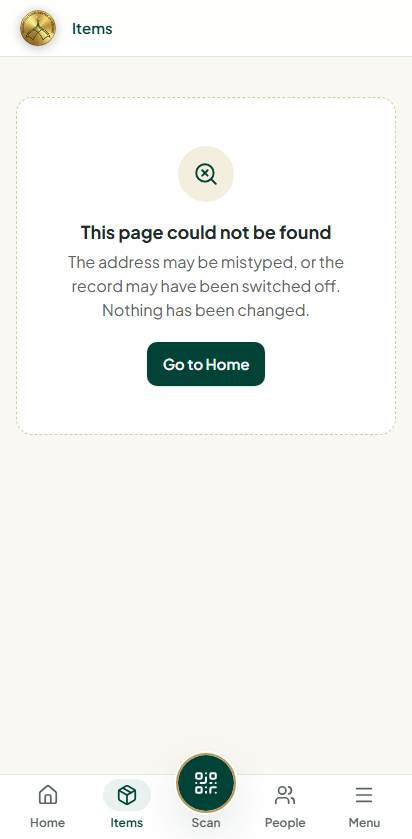 Items
This page could not be found
The address may be mistyped, or the
record may have been switched off.
Nothing has been changed.
Go to Home
Home
Items
Scan
People
Menu